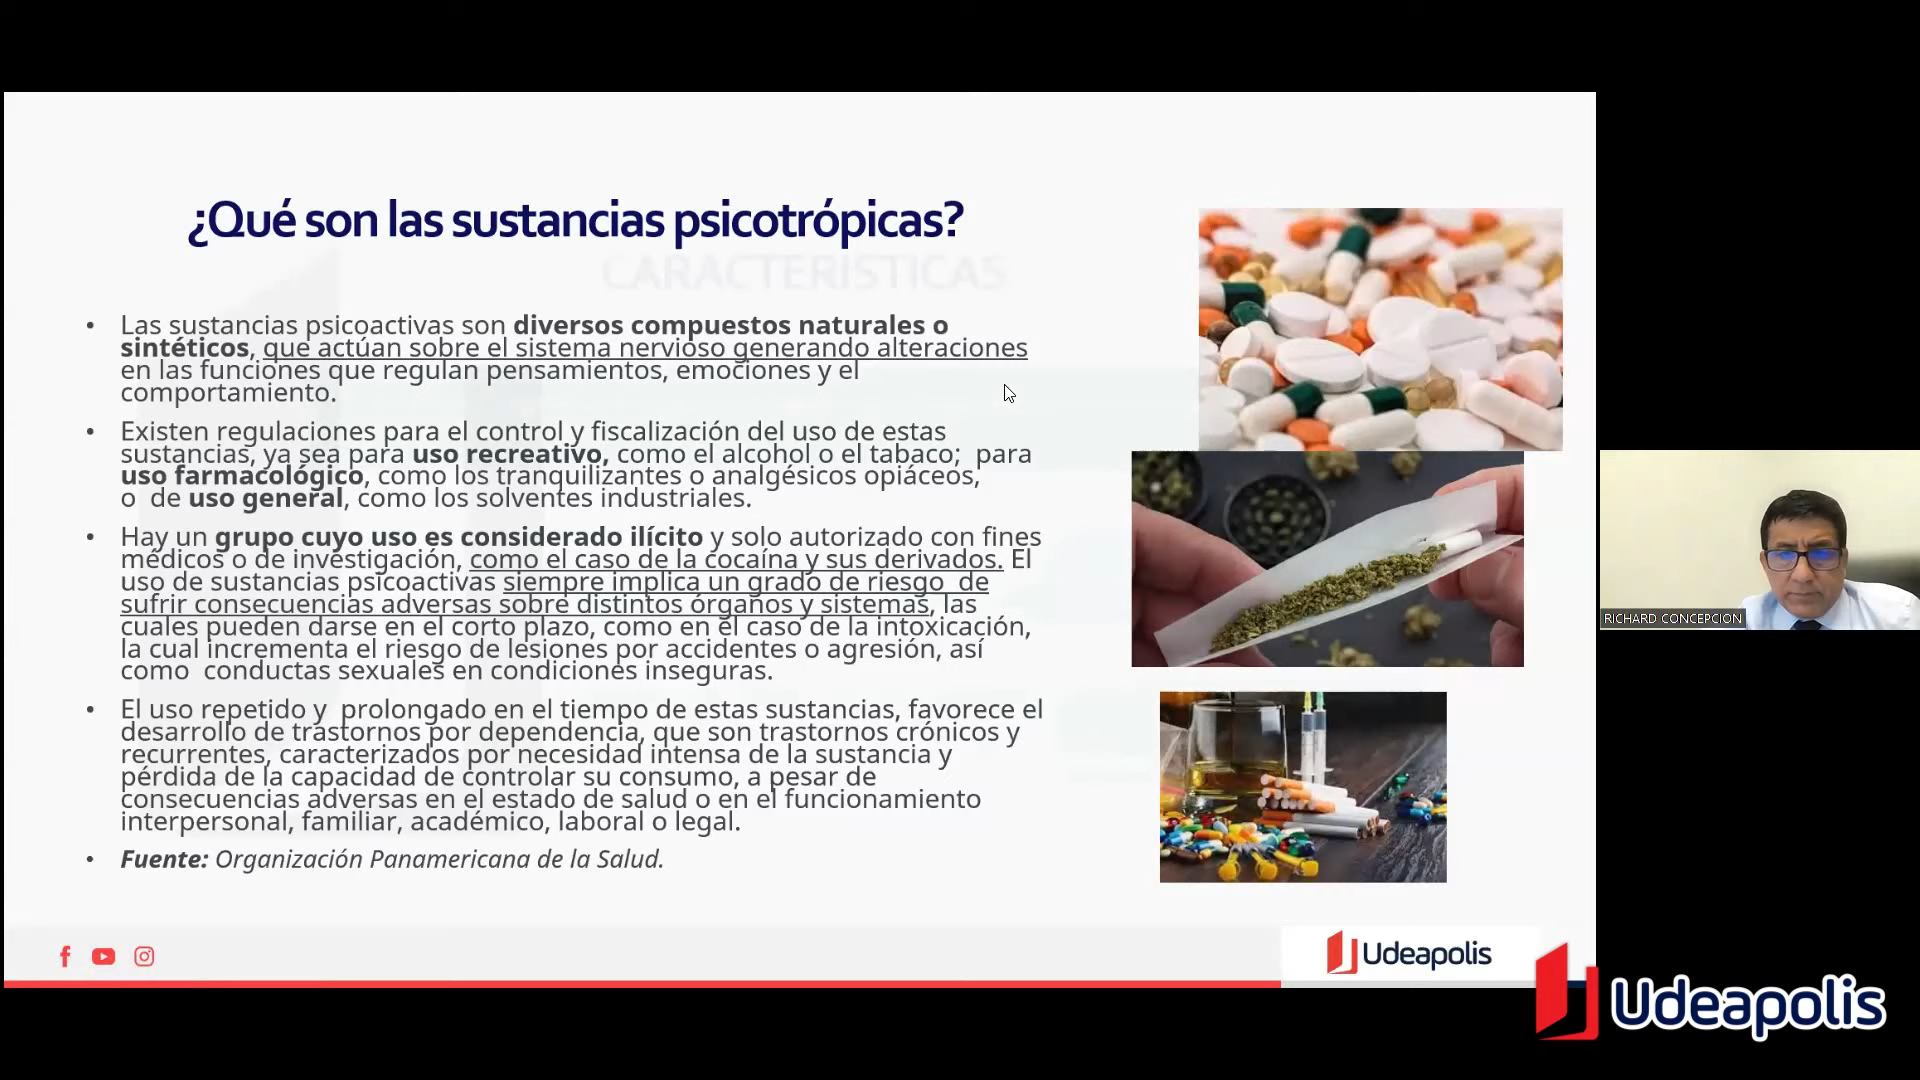 ¿Qué son las sustancias psicotrópicas?
CARACTERÍSTICAS
• Las sustancias psicoactivas son diversos compuestos naturales o
sintéticos, que actúan sobre el sistema nervioso generando alteraciones
en las funciones que regulan pensamientos, emociones y el
comportamiento.
• Existen regulaciones para el control y fiscalización del uso de estas
sustancias, ya sea para uso recreativo, como el alcohol o el tabaco; para
uso farmacológico, como los tranquilizantes o analgésicos opiáceos,
o de uso general, como los solventes industriales.
• Hay un grupo cuyo uso es considerado ilícito y solo autorizado con fines
médicos o de investigación, como el caso de la cocaína y sus derivados. El
uso de sustancias psicoactivas siempre implica un grado de riesgo de
sufrir consecuencias adversas sobre distintos órganos y sistemas, las
cuales pueden darse en el corto plazo, como en el caso de la intoxicación,
la cual incrementa el riesgo de lesiones por accidentes o agresión, así
como conductas sexuales en condiciones inseguras.
• El uso repetido y prolongado en el tiempo de estas sustancias, favorece el
desarrollo de trastornos por dependencia, que son trastornos crónicos y
recurrentes, caracterizados por necesidad intensa de la sustancia y
pérdida de la capacidad de controlar su consumo, a pesar de
consecuencias adversas en el estado de salud o en el funcionamiento
interpersonal, familiar, académico, laboral o legal.
• Fuente: Organización Panamericana de la Salud.
RICHARD CONCEPCION
Udeapolis
Udeapolis